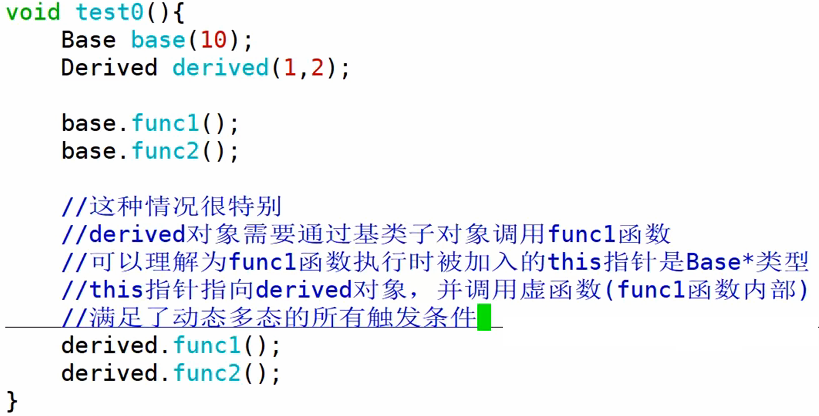 void test0(){
    Base base(10);
    Derived derived(1,2);
    base.func1();
    base.func2();
    //这种情况很特别
    //derived对象需要通过基类子对象调用func1函数
    //可以理解为func1函数执行时被加入的this指针是Base*类型
    //this指针指向derived对象，并调用虚函数(func1函数内部)
    //满足了动态多态的所有触发条件
    derived.func1();
    derived.func2();
}